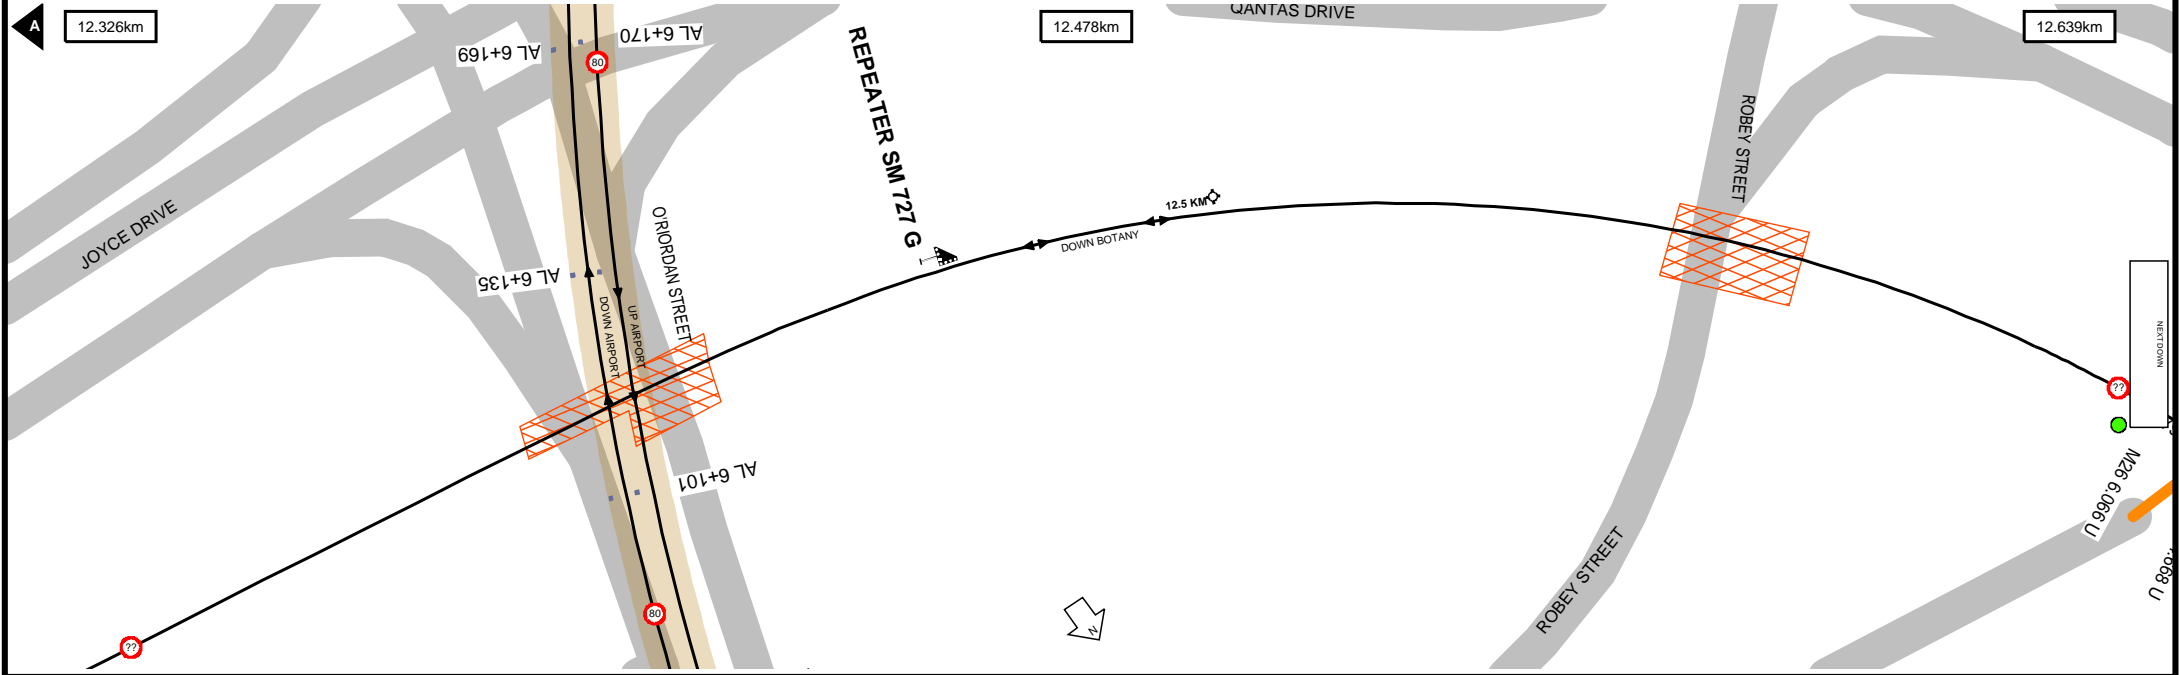 A
12.326km
12.478km
12.639km
QANTAS DRIVE
AL 6+169
AL 6+170
80
REPEATER SM 727 G
ROBEY STREET
JOYCE DRIVE
O'RIORDAN STREET
12.5 KM
DOWN BOTANY
AL 6+135
DOWN AIRPORT
UP AIRPORT
NEXT DOWN
??
AL 6+101
M26 6.066 U
ROBEY STREET
80
N
??